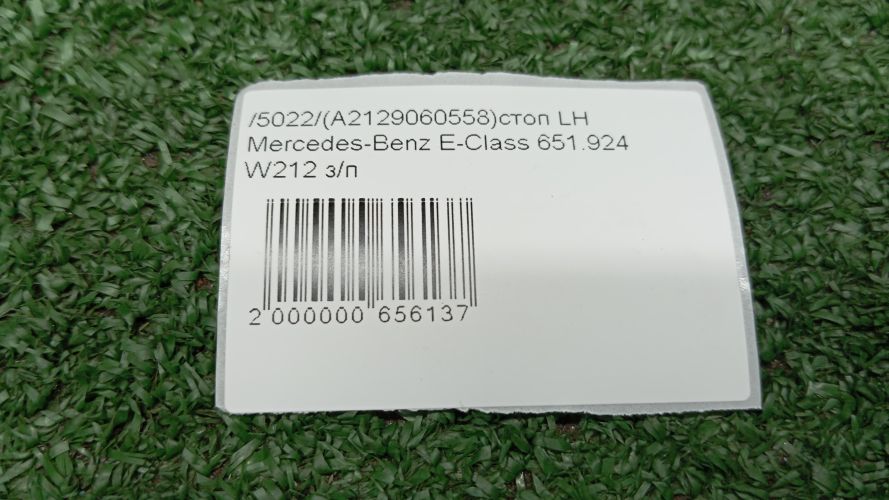 /5022/(A2129060558)стоп LH
Mercedes-Benz E-Class 651.924
W212 з/п
2 000000 656137